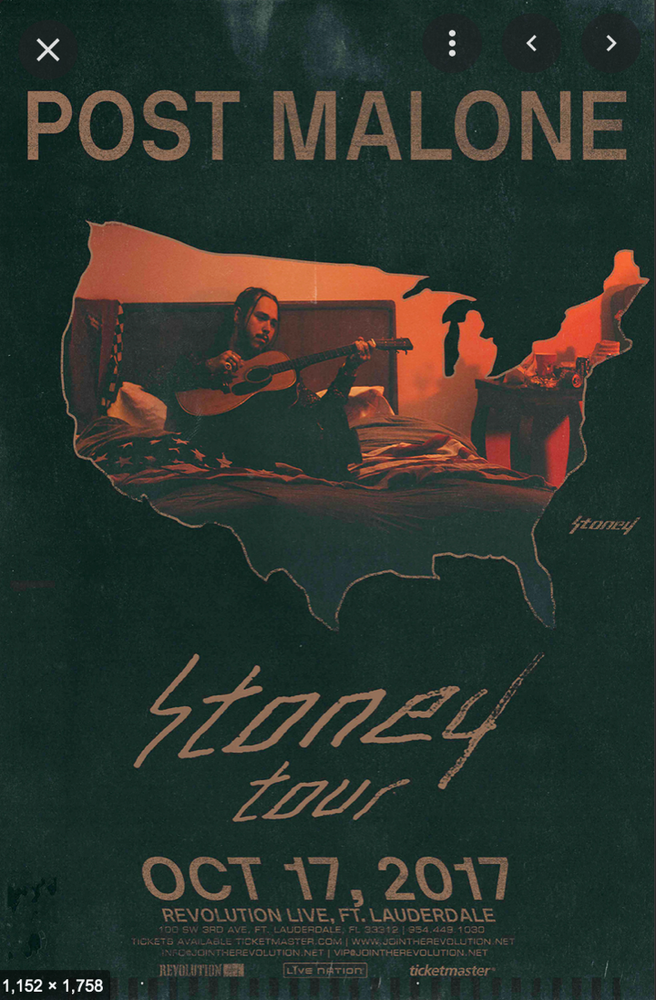 POST MALONE
stoney
stoney
tour
OCT 17, 2017
REVOLUTION LIVE, FT. LAUDERDALE
100 SW 3RD AVE, FT. LAUDERDALE, FL 33312 | 954.449.1030
TICKETS AVAILABLE TICKETMASTER.COM | WWW.JOINTHEREVOLUTION.NET
INFO@JOINTHEREVOLUTION.NET | VIP@JOINTHEREVOLUTION.NET
REVOLUTION LIVE NATION ticketmaster
1,152 × 1,758